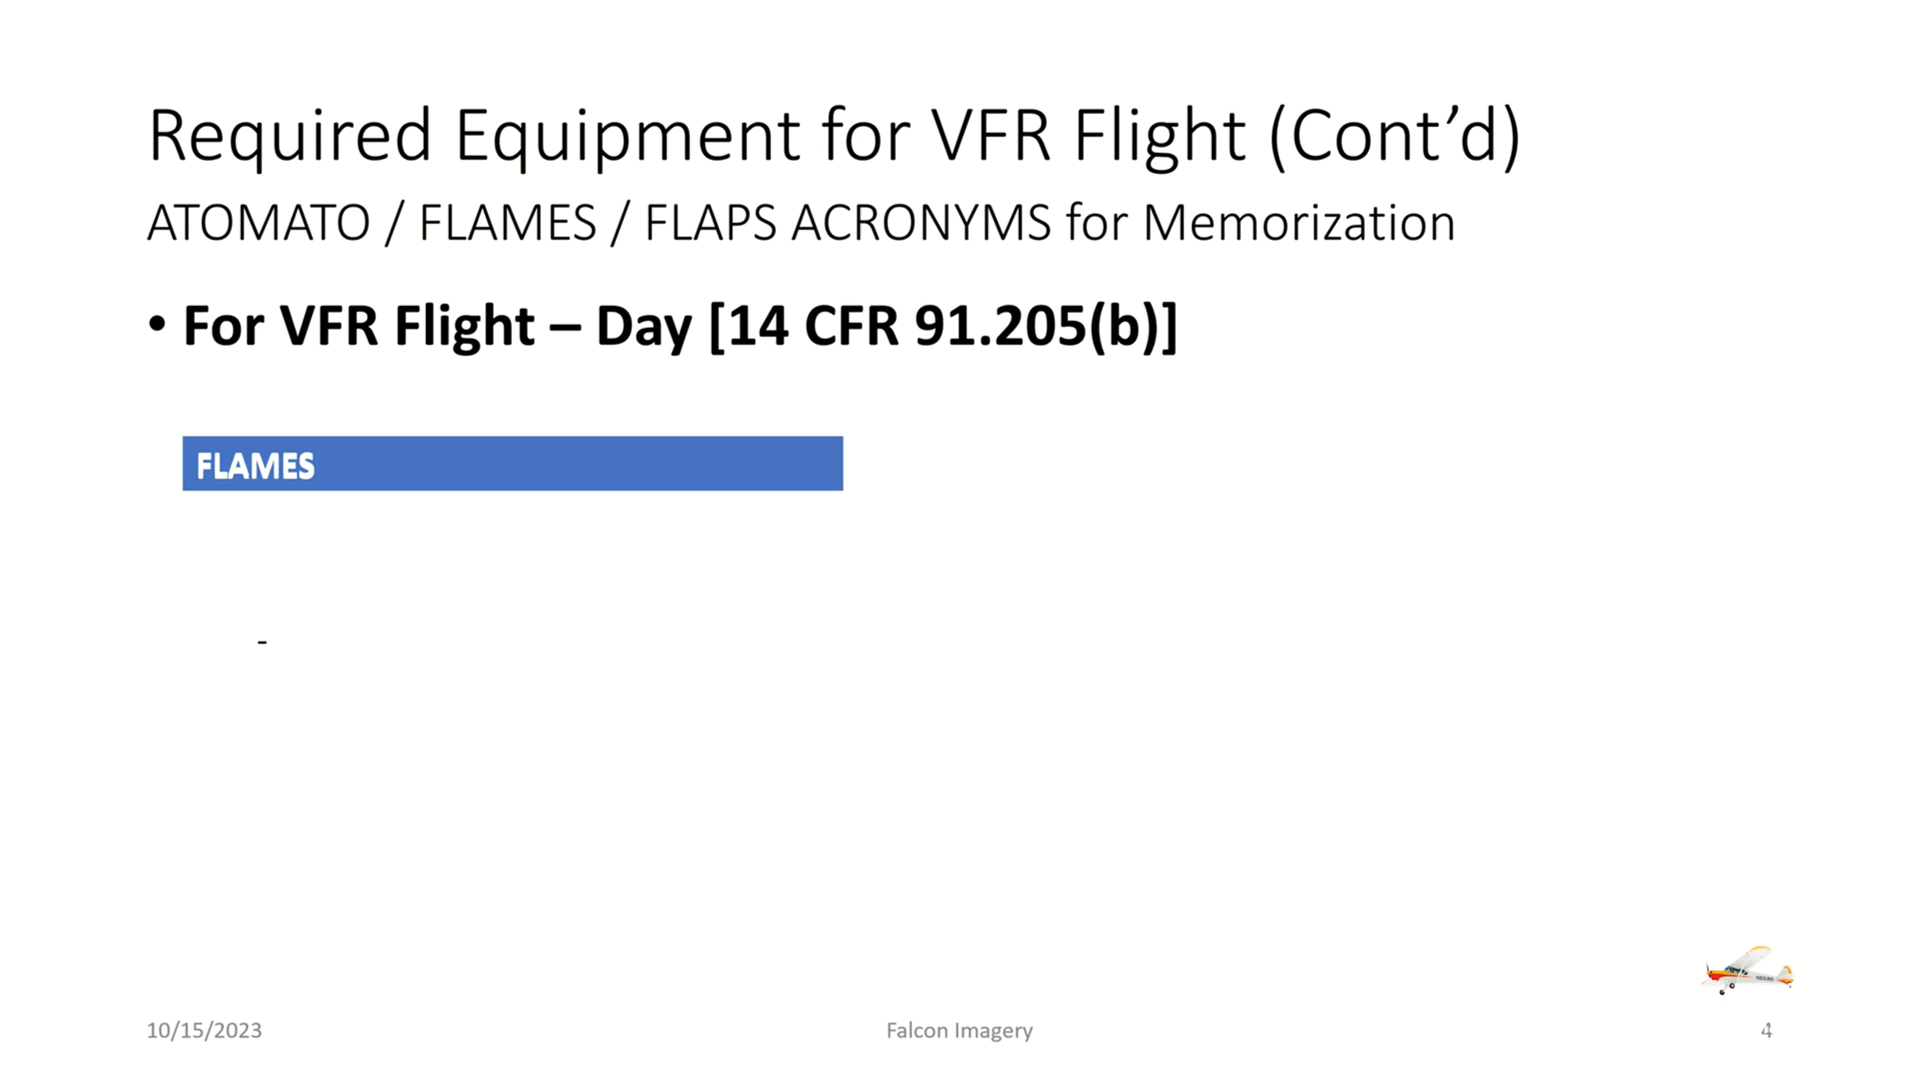 Required Equipment for VFR Flight (Cont’d)
ATOMATO / FLAMES / FLAPS ACRONYMS for Memorization
• For VFR Flight – Day [14 CFR 91.205(b)]
FLAMES
-
10/15/2023
Falcon Imagery
4